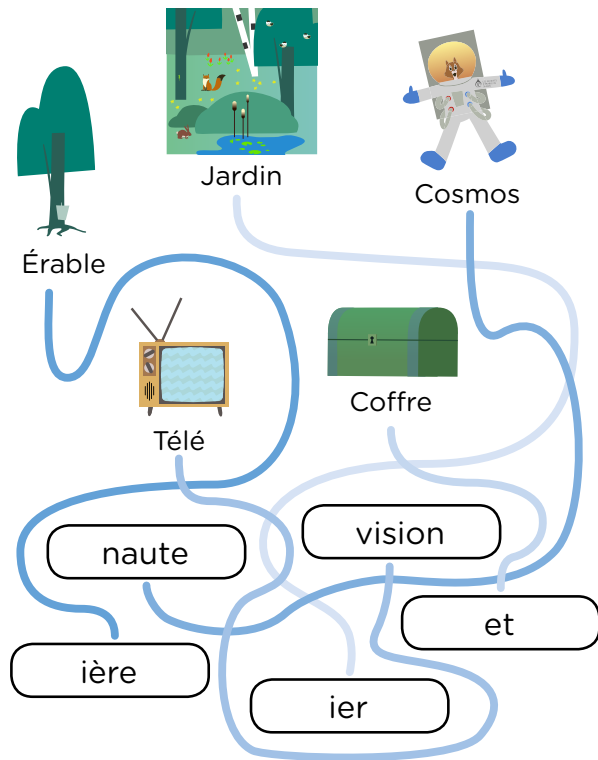 Jardin
Cosmos
Érable
Coffre
Télé
vision
naute
et
ière
ier